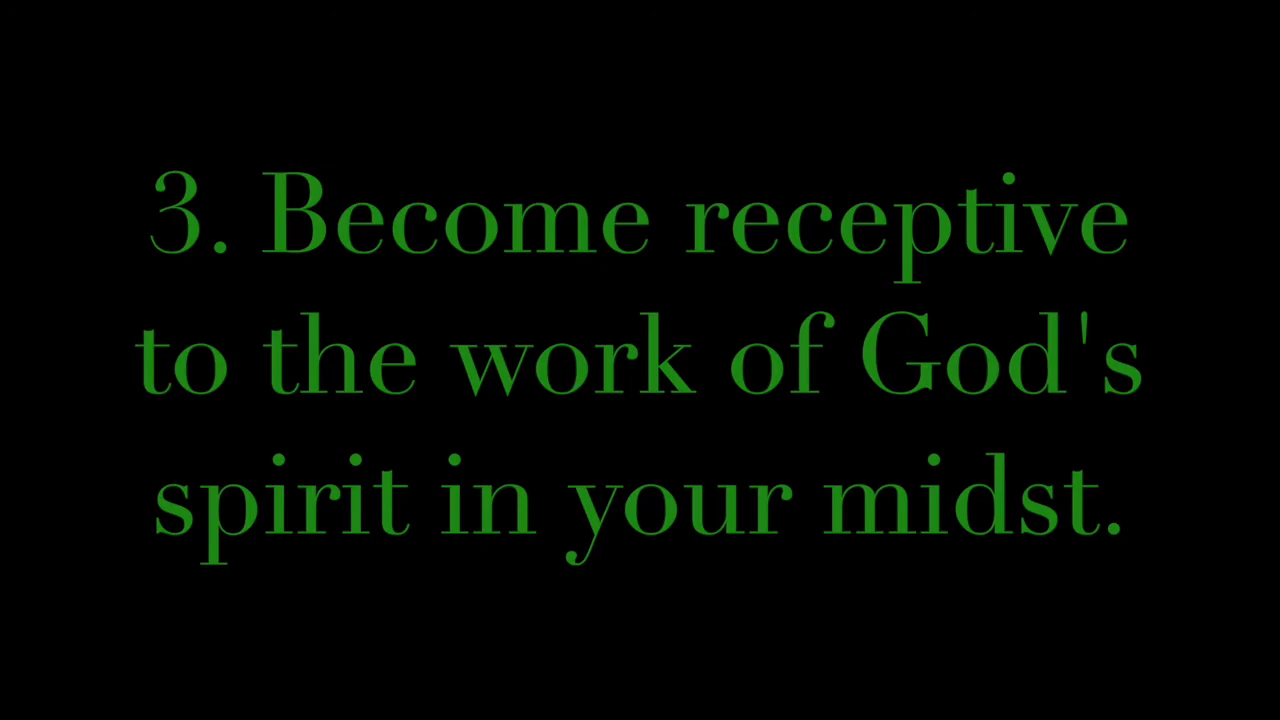 3. Become receptive
to the work of God's
spirit in your midst.